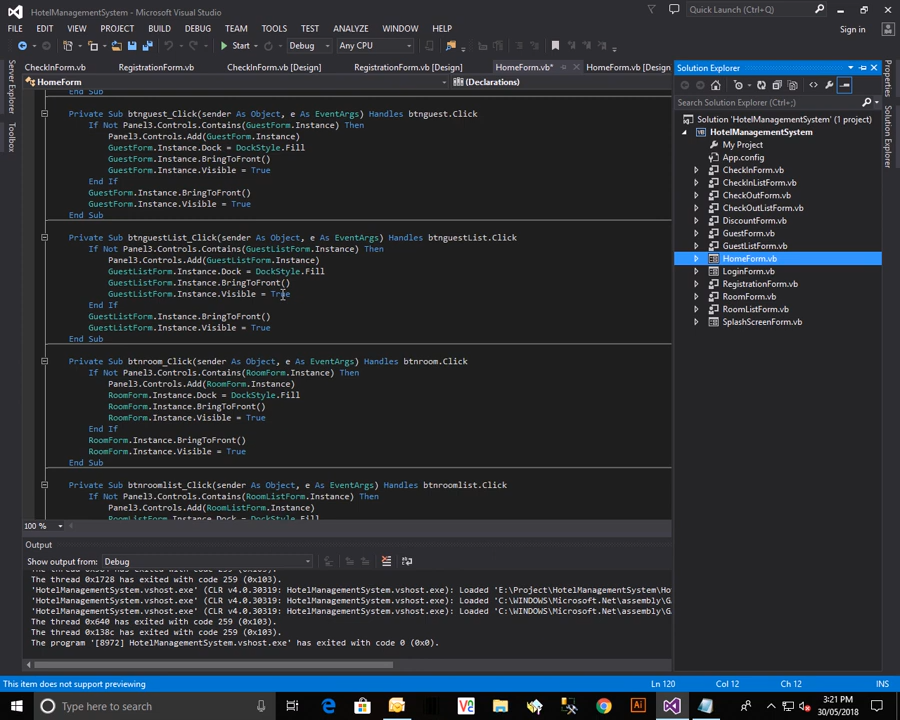 HotelManagementSystem - Microsoft Visual Studio
Quick Launch (Ctrl+Q)
FILE EDIT VIEW PROJECT BUILD DEBUG TEAM TOOLS TEST ANALYZE WINDOW HELP
Sign in
Start Debug Any CPU
CheckInForm.vb RegistrationForm.vb CheckInForm.vb [Design] RegistrationForm.vb [Design] HomeForm.vb* HomeForm.vb [Design]
HomeForm (Declarations)
End Sub
Private Sub btnguest_Click(sender As Object, e As EventArgs) Handles btnguest.Click
If Not Panel3.Controls.Contains(GuestForm.Instance) Then
Panel3.Controls.Add(GuestForm.Instance)
GuestForm.Instance.Dock = DockStyle.Fill
GuestForm.Instance.BringToFront()
GuestForm.Instance.Visible = True
End If
GuestForm.Instance.BringToFront()
GuestForm.Instance.Visible = True
End Sub
Private Sub btnguestList_Click(sender As Object, e As EventArgs) Handles btnguestList.Click
If Not Panel3.Controls.Contains(GuestListForm.Instance) Then
Panel3.Controls.Add(GuestListForm.Instance)
GuestListForm.Instance.Dock = DockStyle.Fill
GuestListForm.Instance.BringToFront()
GuestListForm.Instance.Visible = True
End If
GuestListForm.Instance.BringToFront()
GuestListForm.Instance.Visible = True
End Sub
Private Sub btnroom_Click(sender As Object, e As EventArgs) Handles btnroom.Click
If Not Panel3.Controls.Contains(RoomForm.Instance) Then
Panel3.Controls.Add(RoomForm.Instance)
RoomForm.Instance.Dock = DockStyle.Fill
RoomForm.Instance.BringToFront()
RoomForm.Instance.Visible = True
End If
RoomForm.Instance.BringToFront()
RoomForm.Instance.Visible = True
End Sub
Private Sub btnroomlist_Click(sender As Object, e As EventArgs) Handles btnroomlist.Click
If Not Panel3.Controls.Contains(RoomListForm.Instance) Then
Panel3.Controls.Add(RoomListForm.Instance)
RoomListForm.Instance.Dock = DockStyle.Fill
100 %
Output
Show output from: Debug
The thread 0x1728 has exited with code 259 (0x103).
'HotelManagementSystem.vshost.exe' (CLR v4.0.30319: HotelManagementSystem.vshost.exe): Loaded 'E:\Project\HotelManagementSystem\Ho
'HotelManagementSystem.vshost.exe' (CLR v4.0.30319: HotelManagementSystem.vshost.exe): Loaded 'C:\WINDOWS\Microsoft.Net\assembly\G
'HotelManagementSystem.vshost.exe' (CLR v4.0.30319: HotelManagementSystem.vshost.exe): Loaded 'C:\WINDOWS\Microsoft.Net\assembly\G
The thread 0x640 has exited with code 259 (0x103).
The thread 0x138c has exited with code 259 (0x103).
The program '[8972] HotelManagementSystem.vshost.exe' has exited with code 0 (0x0).
Solution Explorer
Search Solution Explorer (Ctrl+;)
Solution 'HotelManagementSystem' (1 project)
HotelManagementSystem
My Project
App.config
CheckInForm.vb
CheckInListForm.vb
CheckOutForm.vb
CheckOutListForm.vb
DiscountForm.vb
GuestForm.vb
GuestListForm.vb
HomeForm.vb
LoginForm.vb
RegistrationForm.vb
RoomForm.vb
RoomListForm.vb
SplashScreenForm.vb
Server Explorer
Toolbox
Properties
Solution Explorer
This item does not support previewing Ln 120 Col 12 Ch 12 INS
Type here to search
3:21 PM
30/05/2018